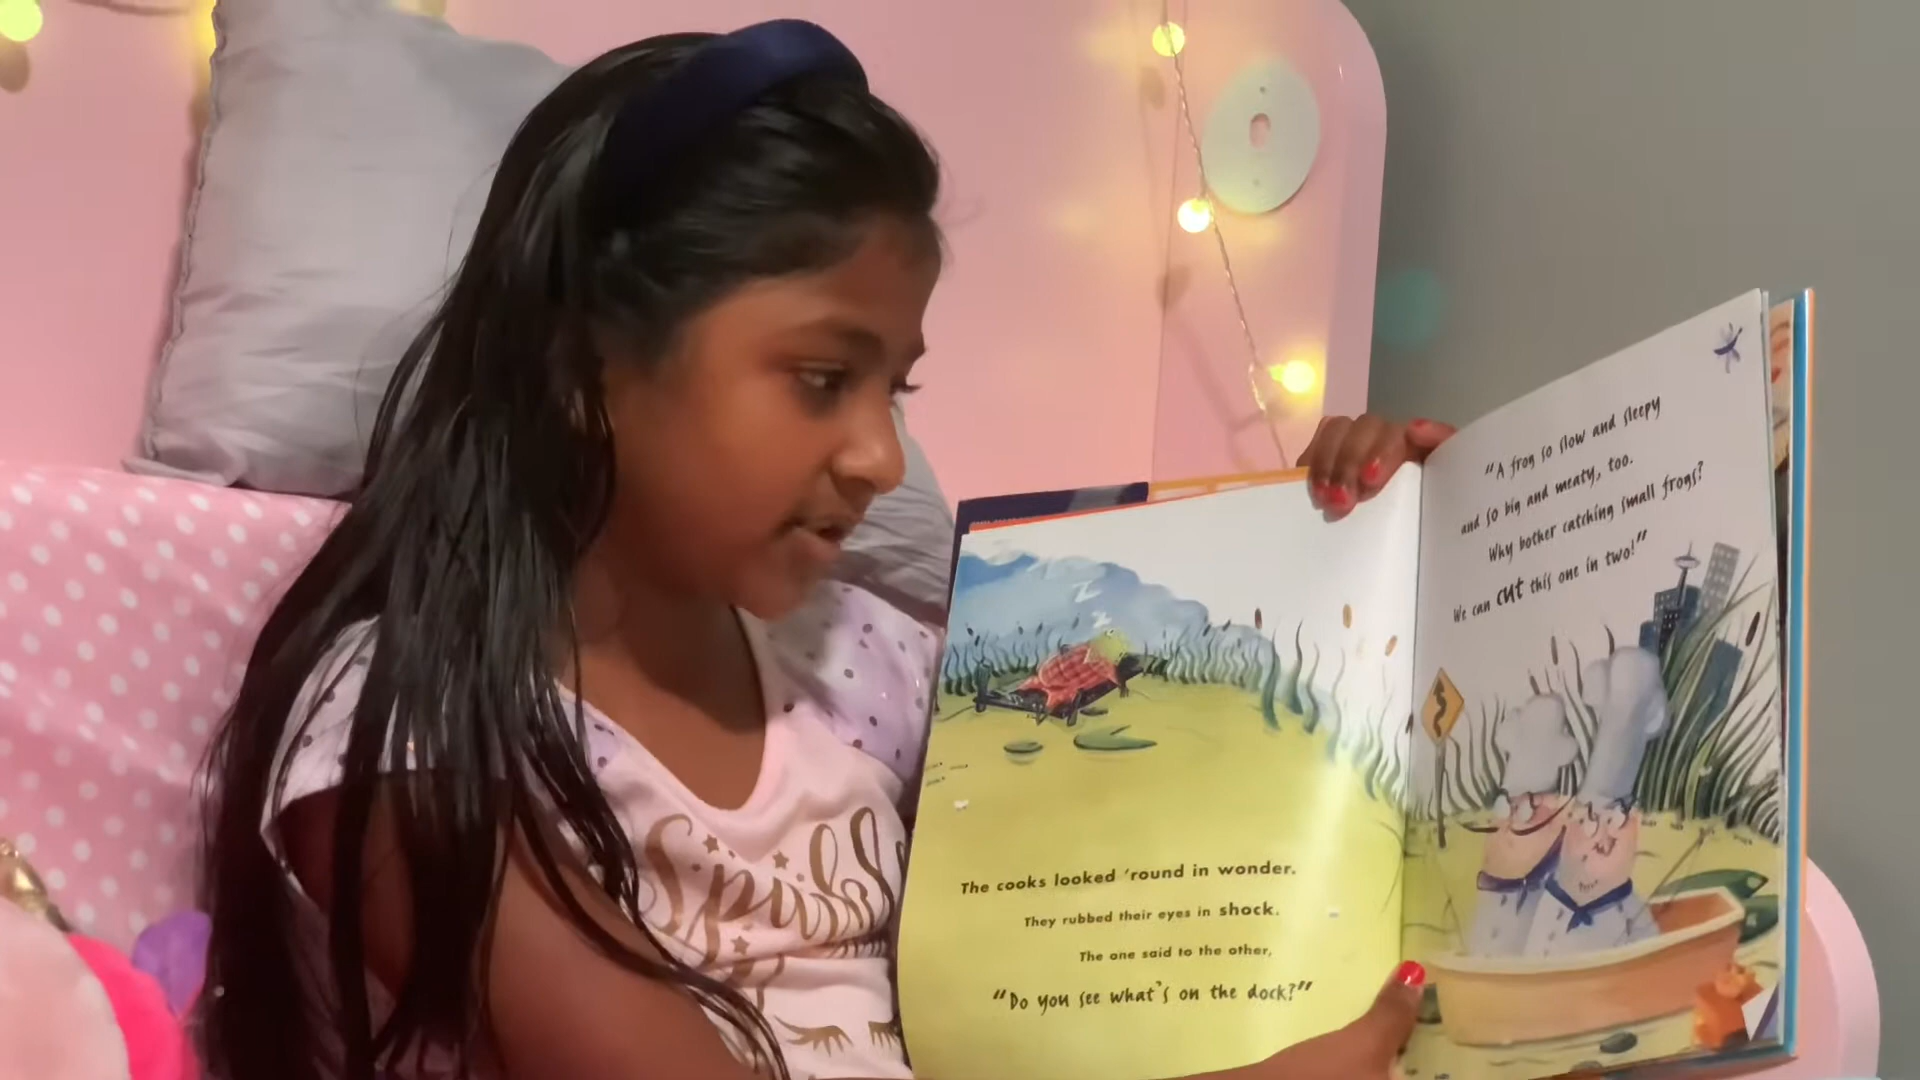 The cooks looked 'round in wonder.
They rubbed their eyes in shock.
The one said to the other,
"Do you see what's on the dock?"
"A frog so slow and sleepy
and so big and meaty, too.
Why bother catching small frogs?
We can cut this one in two!"
z
z
z